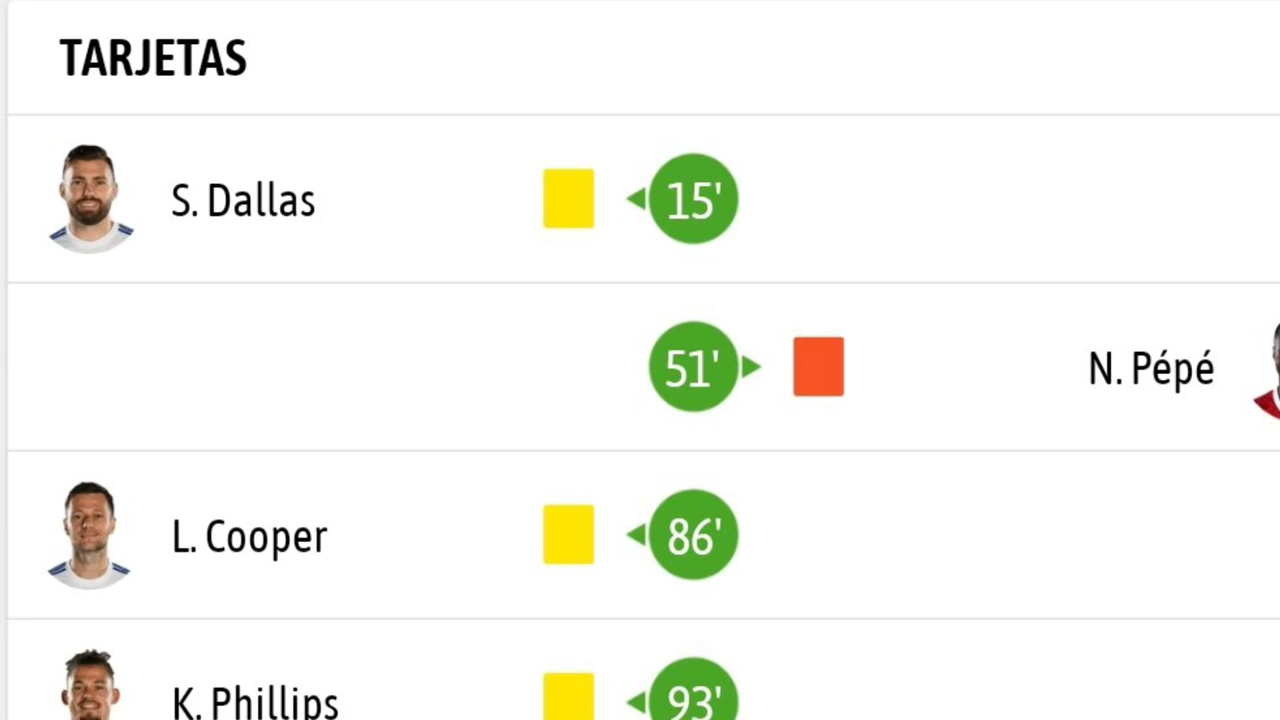 TARJETAS
S. Dallas 15'
51' N. Pépé
L. Cooper 86'
K. Phillips 93'